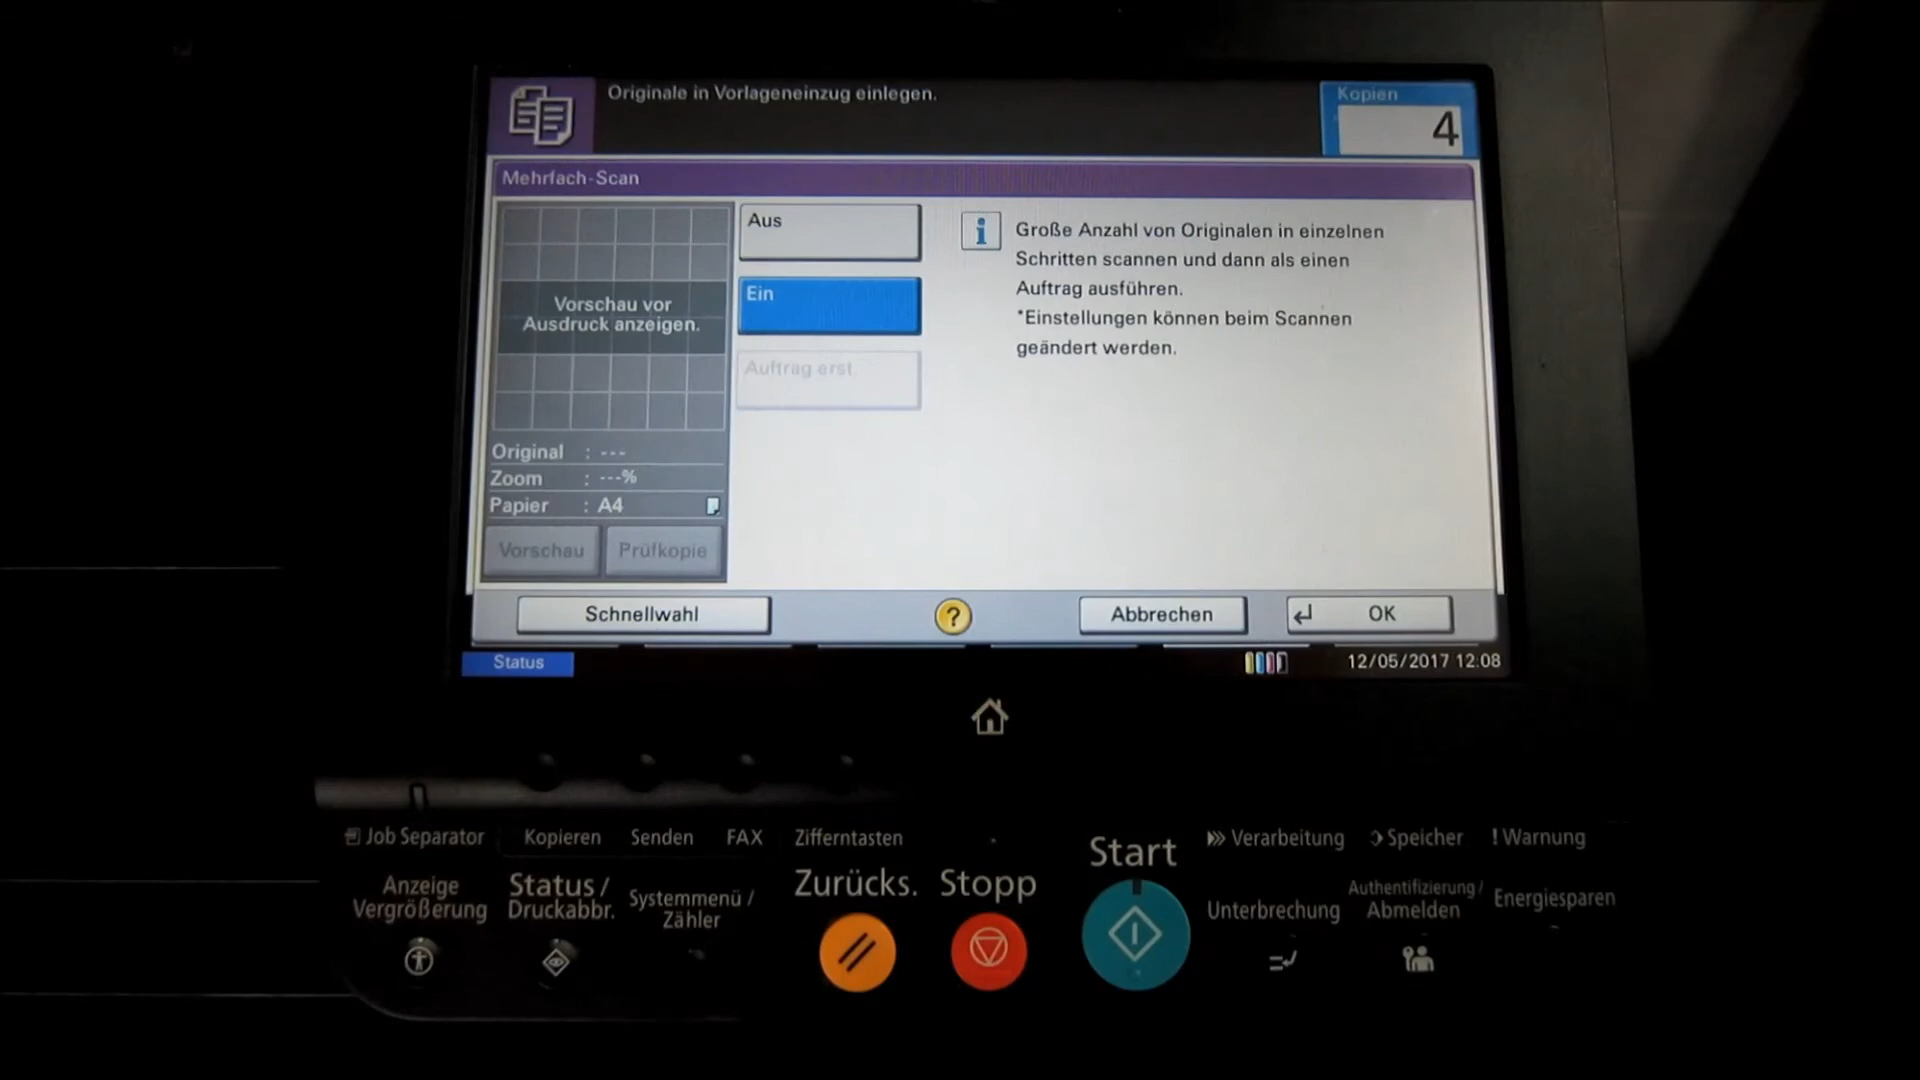 Originale in Vorlageneinzug einlegen.
Kopien
4
Mehrfach-Scan
Aus
Ein
Auftrag erst.
Vorschau vor
Ausdruck anzeigen.
Große Anzahl von Originalen in einzelnen
Schritten scannen und dann als einen
Auftrag ausführen.
*Einstellungen können beim Scannen
geändert werden.
Original : ---
Zoom : ---%
Papier : A4
Vorschau
Prüfkopie
Schnellwahl
?
Abbrechen
OK
Status
12/05/2017 12:08
Job Separator
Kopieren
Senden
FAX
Zifferntasten
Start
Verarbeitung
Speicher
!Warnung
Anzeige
Vergrößerung
Status /
Druckabbr.
Systemmenü /
Zähler
Zurücks.
Stopp
Unterbrechung
Authentifizierung /
Abmelden
Energiesparen